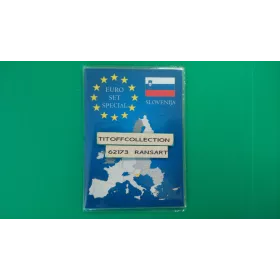 EURO
SET
SPECIAL
SLOVENIJA
TITOFFCOLLECTION
62173 RANSART